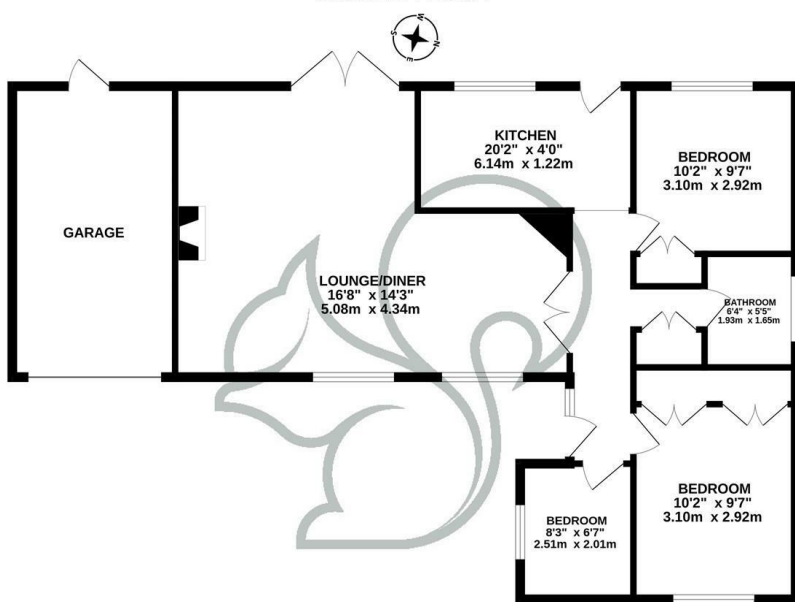 W
N
S
E
KITCHEN
20'2" x 4'0"
6.14m x 1.22m
BEDROOM
10'2" x 9'7"
3.10m x 2.92m
GARAGE
LOUNGE/DINER
16'8" x 14'3"
5.08m x 4.34m
BATHROOM
6'4" x 5'5"
1.93m x 1.65m
BEDROOM
10'2" x 9'7"
3.10m x 2.92m
BEDROOM
8'3" x 6'7"
2.51m x 2.01m